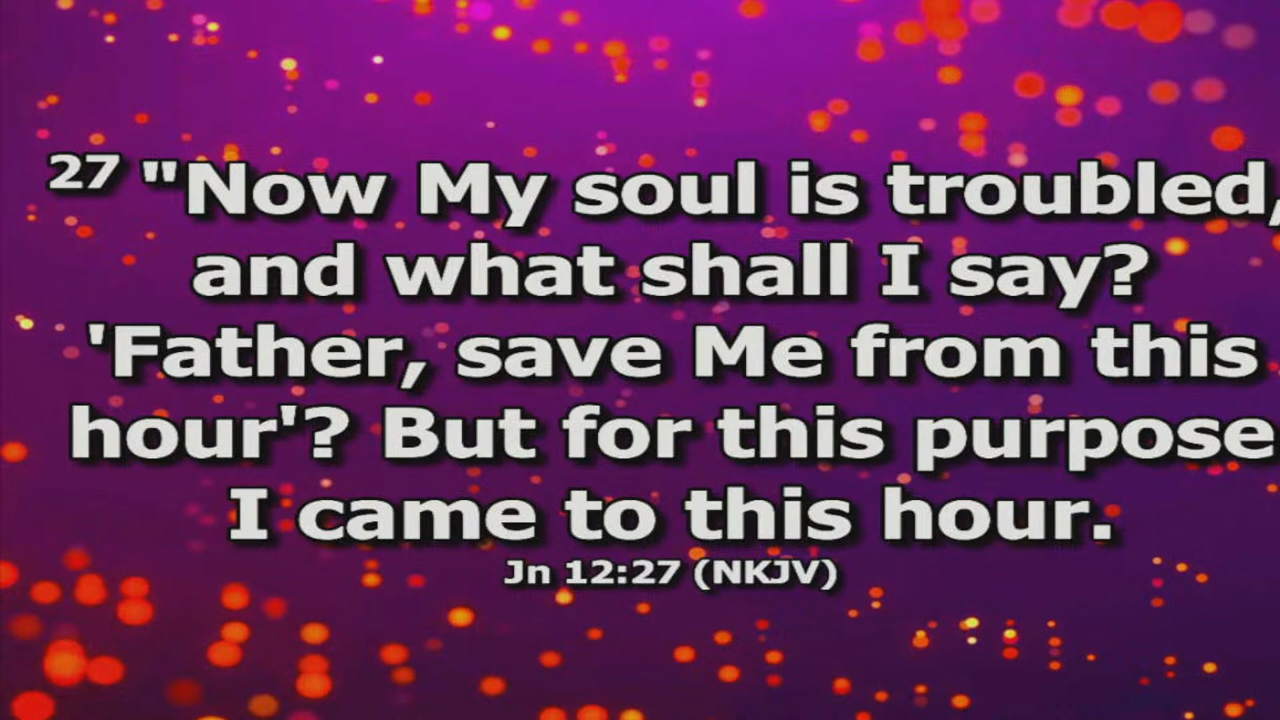 27 "Now My soul is troubled,
and what shall I say?
'Father, save Me from this
hour'? But for this purpose
I came to this hour.
Jn 12:27 (NKJV)